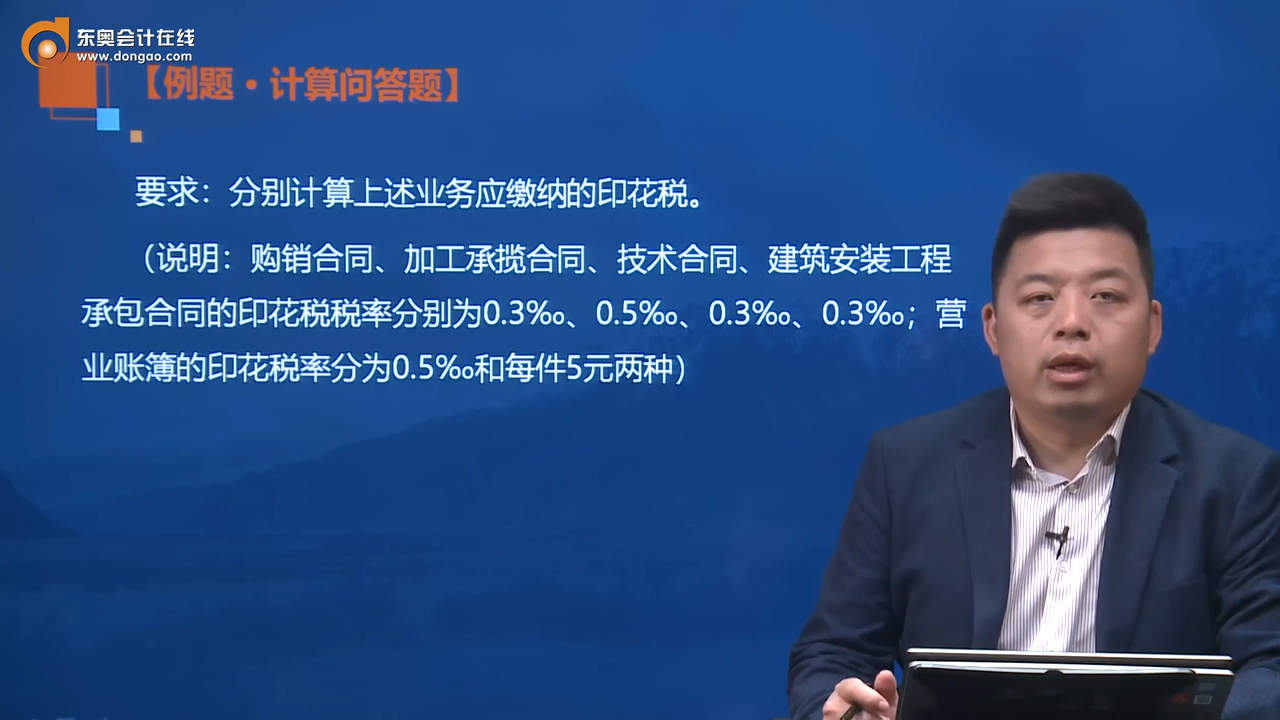 东奥会计在线
www.dongao.com
【例题·计算问答题】
要求：分别计算上述业务应缴纳的印花税。
（说明：购销合同、加工承揽合同、技术合同、建筑安装工程
承包合同的印花税税率分别为0.3‰、0.5‰、0.3‰、0.3‰；营
业账簿的印花税率分为0.5‰和每件5元两种）